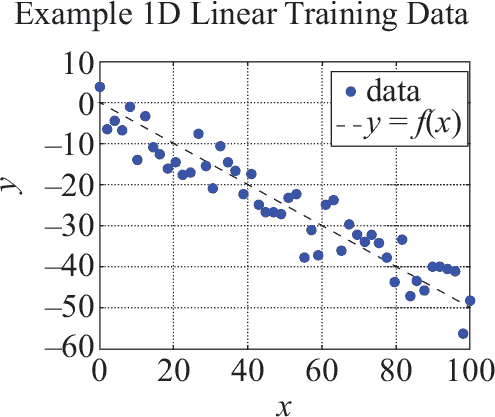 Example 1D Linear Training Data
10
0
–10
–20
–30
–40
–50
–60
y
data
y = f(x)
0 20 40 60 80 100
x